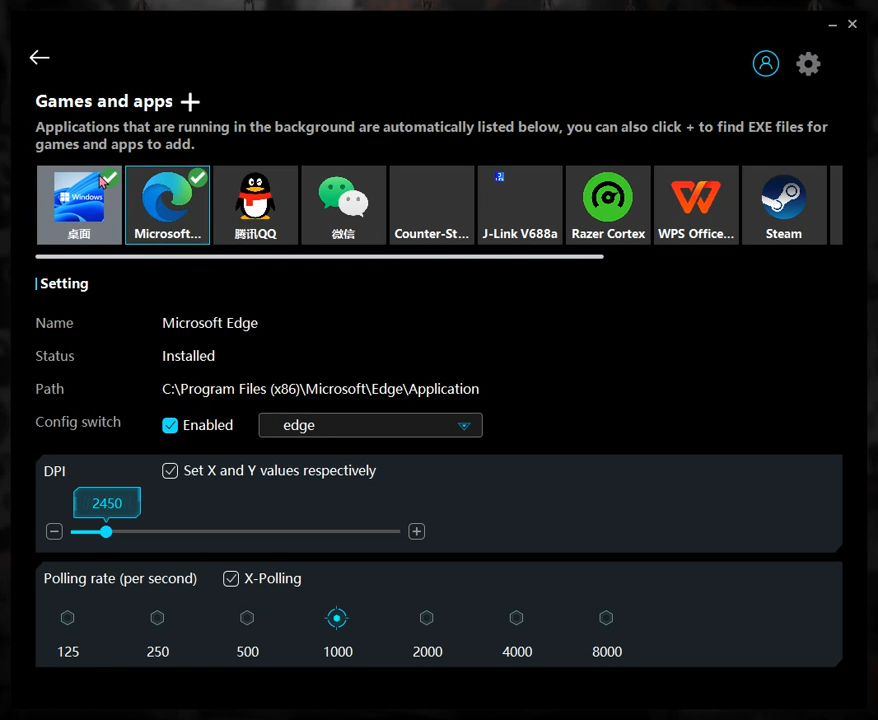 Games and apps
Applications that are running in the background are automatically listed below, you can also click + to find EXE files for
games and apps to add.
Windows
桌面
Microsoft...
腾讯QQ
微信
Counter-St...
J-Link V688a
Razer Cortex
WPS Office...
Steam
Setting
Name
Microsoft Edge
Status
Installed
Path
C:\Program Files (x86)\Microsoft\Edge\Application
Config switch
Enabled
edge
DPI
Set X and Y values respectively
2450
Polling rate (per second)
X-Polling
125
250
500
1000
2000
4000
8000